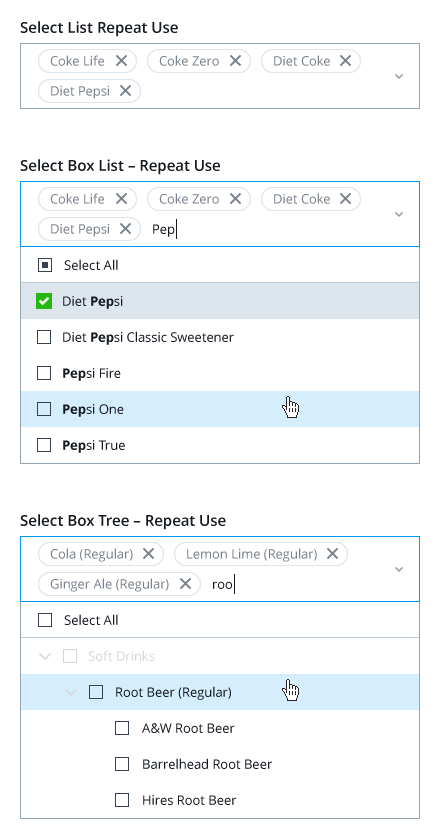 Select List Repeat Use
Coke Life Coke Zero Diet Coke
Diet Pepsi
Select Box List – Repeat Use
Coke Life Coke Zero Diet Coke
Diet Pepsi Pep
Select All
Diet Pepsi
Diet Pepsi Classic Sweetener
Pepsi Fire
Pepsi One
Pepsi True
Select Box Tree – Repeat Use
Cola (Regular) Lemon Lime (Regular)
Ginger Ale (Regular) roo
Select All
Soft Drinks
Root Beer (Regular)
A&W Root Beer
Barrelhead Root Beer
Hires Root Beer